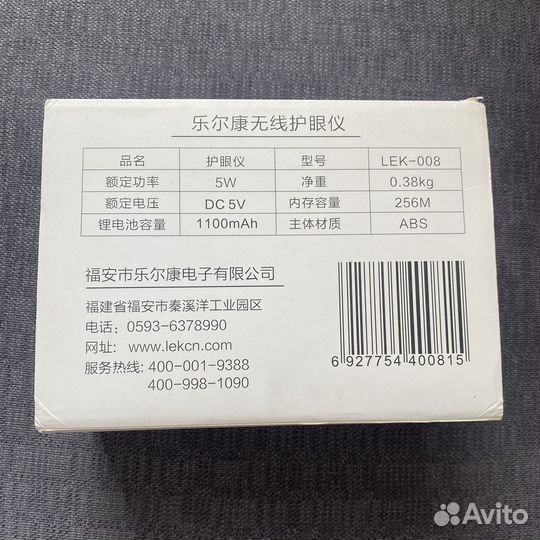 乐尔康无线护眼仪
品名 护眼仪 型号 LEK-008
额定功率 5W 净重 0.38kg
额定电压 DC 5V 内存容量 256M
锂电池容量 1100mAh 主体材质 ABS
福安市乐尔康电子有限公司
福建省福安市秦溪洋工业园区
电话：0593-6378990
网址： www.lekcn.com
服务热线: 400-001-9388
400-998-1090
6 927754 400815
Avito